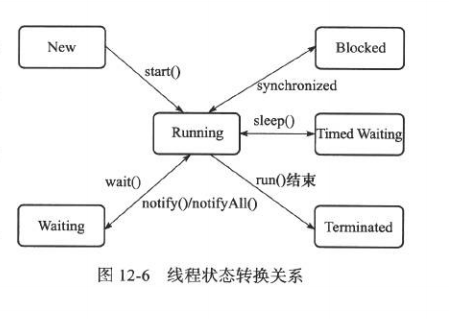 New
Blocked
start()
synchronized
sleep()
Running
Timed Waiting
wait()
run()结束
notify()/notifyAll()
Waiting
Terminated
图 12-6 线程状态转换关系